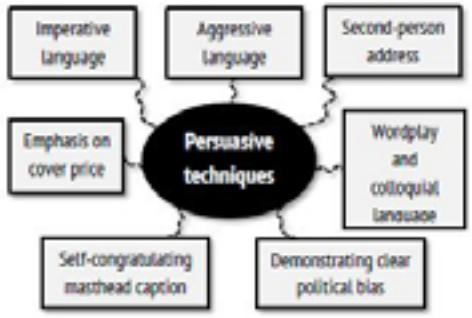 Imperative
language
Aggressive
language
Second-person
address
Emphasis on
cover price
Persuasive
techniques
Wordplay
and
colloquial
language
Self-congratulating
masthead caption
Demonstrating clear
political bias